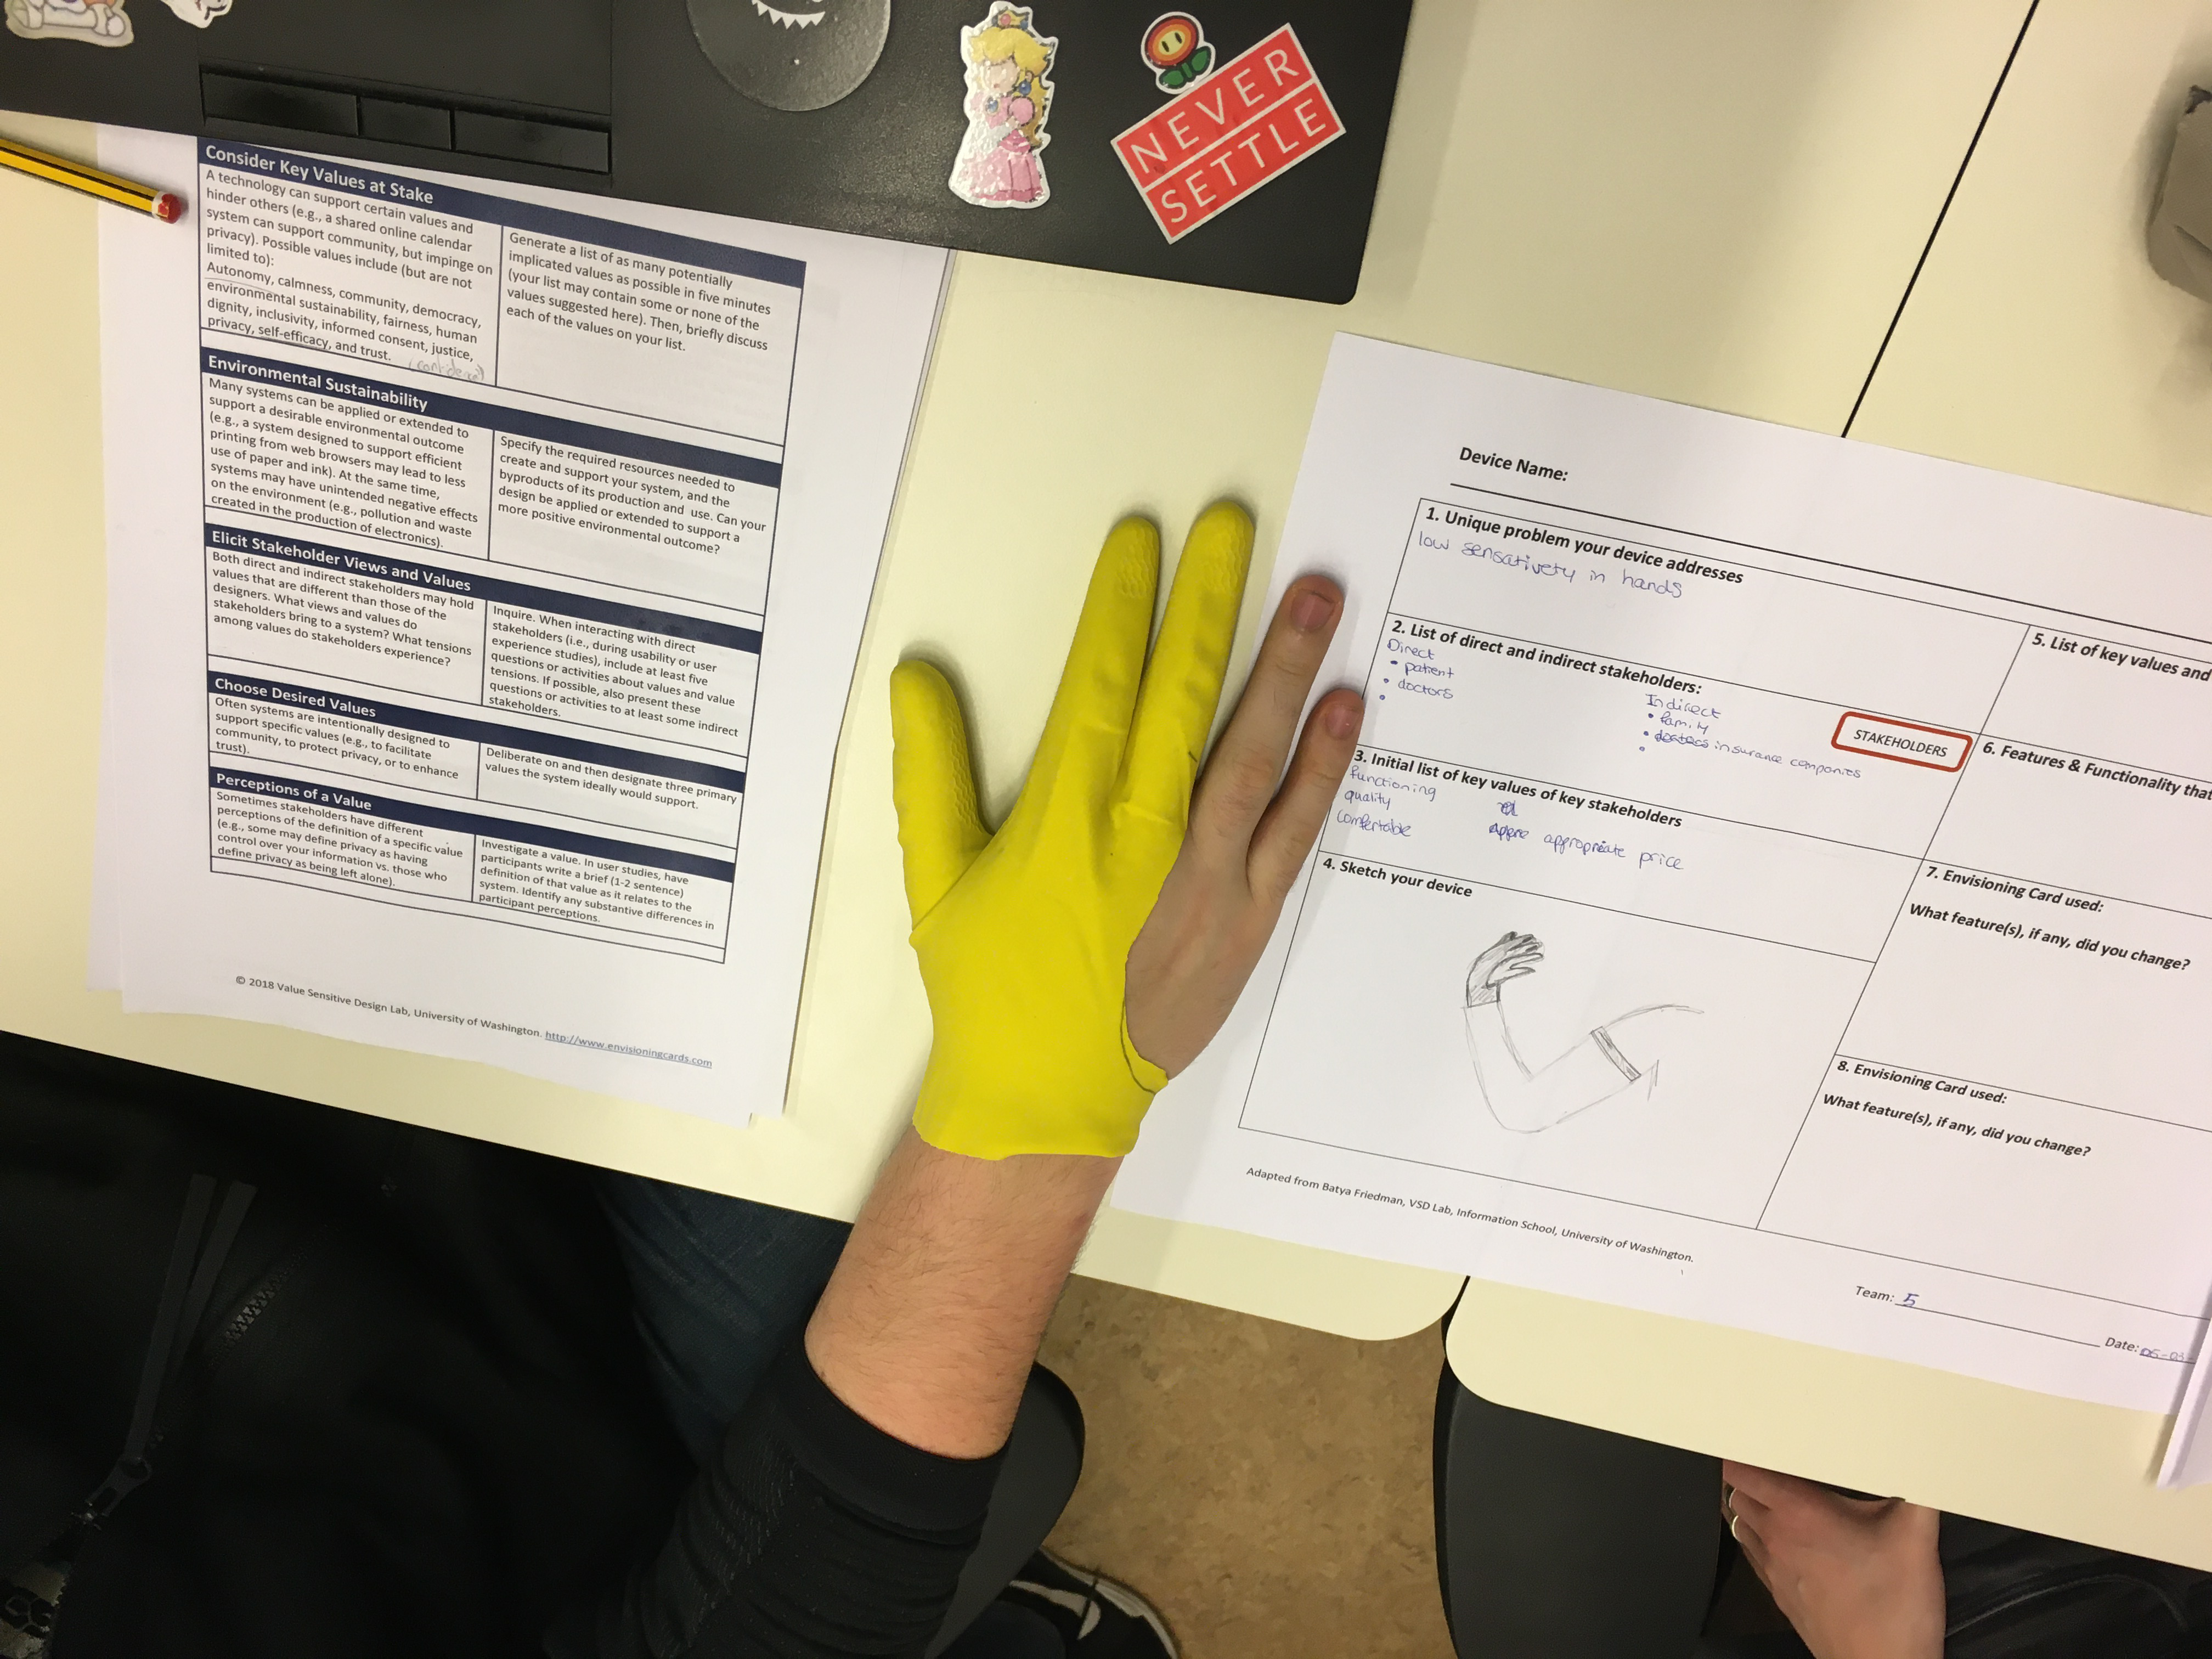 NEVER
SETTLE
Consider Key Values at Stake
A technology can support certain values and
hinder others (e.g., a shared online calendar
system can support community, but impinge on
privacy). Possible values include (but are not
limited to):
Autonomy, calmness, community, democracy,
environmental sustainability, fairness, human
dignity, inclusivity, informed consent, justice,
privacy, self-efficacy, and trust.
Generate a list of as many potentially
implicated values as possible in five minutes
(your list may contain some or none of the
values suggested here). Then, briefly discuss
each of the values on your list.
Environmental Sustainability
Many systems can be applied or extended to
support a desirable environmental outcome
(e.g., a system designed to support efficient
printing from web browsers may lead to less
use of paper and ink). At the same time,
systems may have unintended negative effects
on the environment (e.g., pollution and waste
created in the production of electronics).
Specify the required resources needed to
create and support your system, and the
byproducts of its production and use. Can your
design be applied or extended to support a
more positive environmental outcome?
Elicit Stakeholder Views and Values
Both direct and indirect stakeholders may hold
values that are different than those of the
designers. What views and values do
stakeholders bring to a system? What tensions
among values do stakeholders experience?
Inquire. When interacting with direct
stakeholders (i.e., during usability or user
experience studies), include at least five
questions or activities about values and value
tensions. If possible, also present these
questions or activities to at least some indirect
stakeholders.
Choose Desired Values
Often systems are intentionally designed to
support specific values (e.g., to facilitate
community, to protect privacy, or to enhance
trust).
Deliberate on and then designate three primary
values the system ideally would support.
Perceptions of a Value
Sometimes stakeholders have different
perceptions of the definition of a specific value
(e.g., some may define privacy as having
control over your information vs. those who
define privacy as being left alone).
Investigate a value. In user studies, have
participants write a brief (1-2 sentence)
definition of that value as it relates to the
system. Identify any substantive differences in
participant perceptions.
© 2018 Value Sensitive Design Lab, University of Washington. http://www.envisioningcards.com
Device Name:
1. Unique problem your device addresses
low sensativety in hands
2. List of direct and indirect stakeholders:
Direct
• patient
• doctors
•
Indirect
• family
• insurance companies
•
STAKEHOLDERS
3. Initial list of key values of key stakeholders
functioning
quality
comfertable
appropriate price
4. Sketch your device
5. List of key values and
6. Features & Functionality that
7. Envisioning Card used:
What feature(s), if any, did you change?
8. Envisioning Card used:
What feature(s), if any, did you change?
Adapted from Batya Friedman, VSD Lab, Information School, University of Washington.
Team: 5
Date: 05-03-